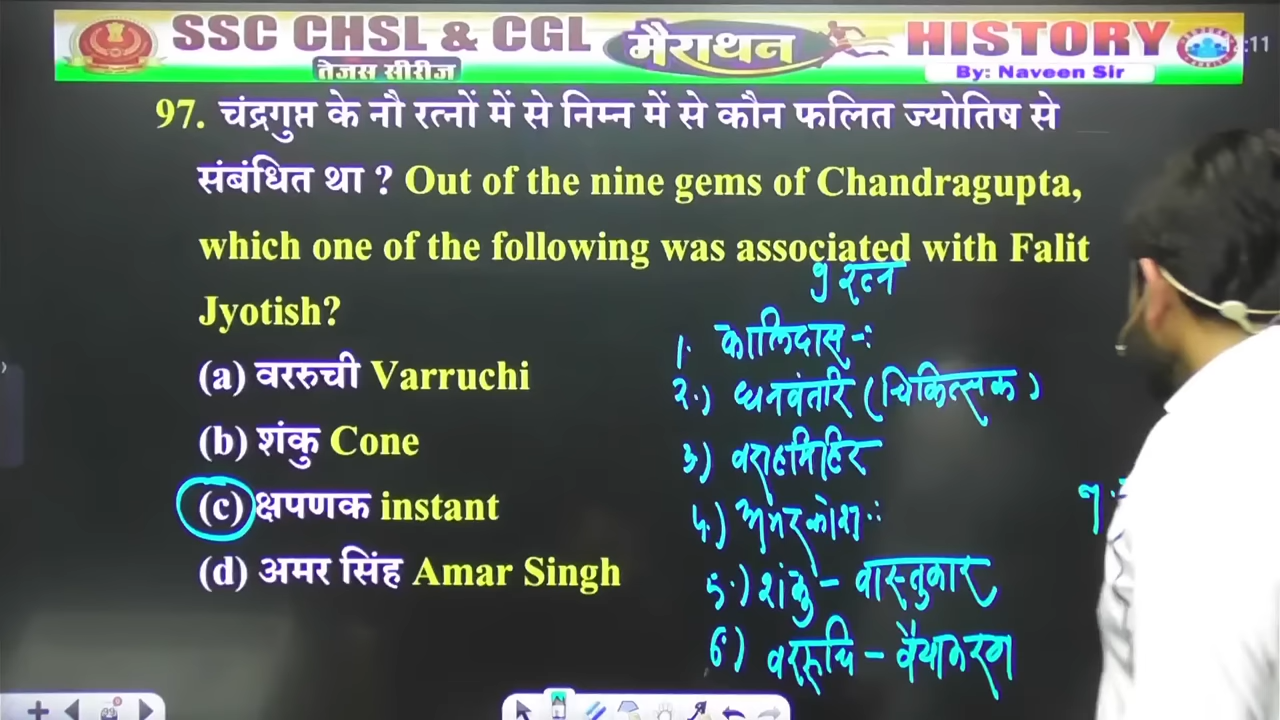 SSC CHSL & CGL मैराथन HISTORY
तेजस सीरीज By: Naveen Sir
97. चंद्रगुप्त के नौ रत्नों में से निम्न में से कौन फलित ज्योतिष से
संबंधित था ? Out of the nine gems of Chandragupta,
which one of the following was associated with Falit
Jyotish?
9 रत्न
(a) वररुची Varruchi
(b) शंकु Cone
(c) क्षपणक instant
(d) अमर सिंह Amar Singh
1. कालिदास -:
2.) धनवंतरि (चिकित्सक)
3) वराहमिहिर
4.) अमरकोश :
5.) शंकु - वास्तुकार
6.) वररूचि - वैयाकरण